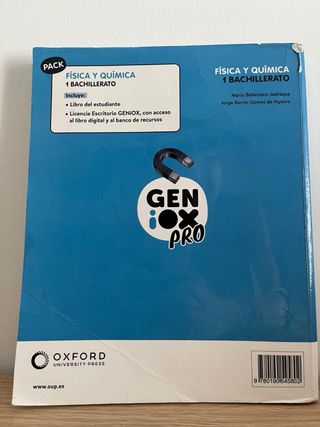 PACK
FÍSICA Y QUÍMICA
1 BACHILLERATO
Incluye:
• Libro del estudiante
• Licencia Escritorio GENiOX, con acceso
al libro digital y al banco de recursos
FÍSICA Y QUÍMICA
1 BACHILLERATO
Mario Ballestero Jadraque
Jorge Barrio Gómez de Agüero
GEN
iOX
PRO
OXFORD
UNIVERSITY PRESS
www.oup.es
9780190545802